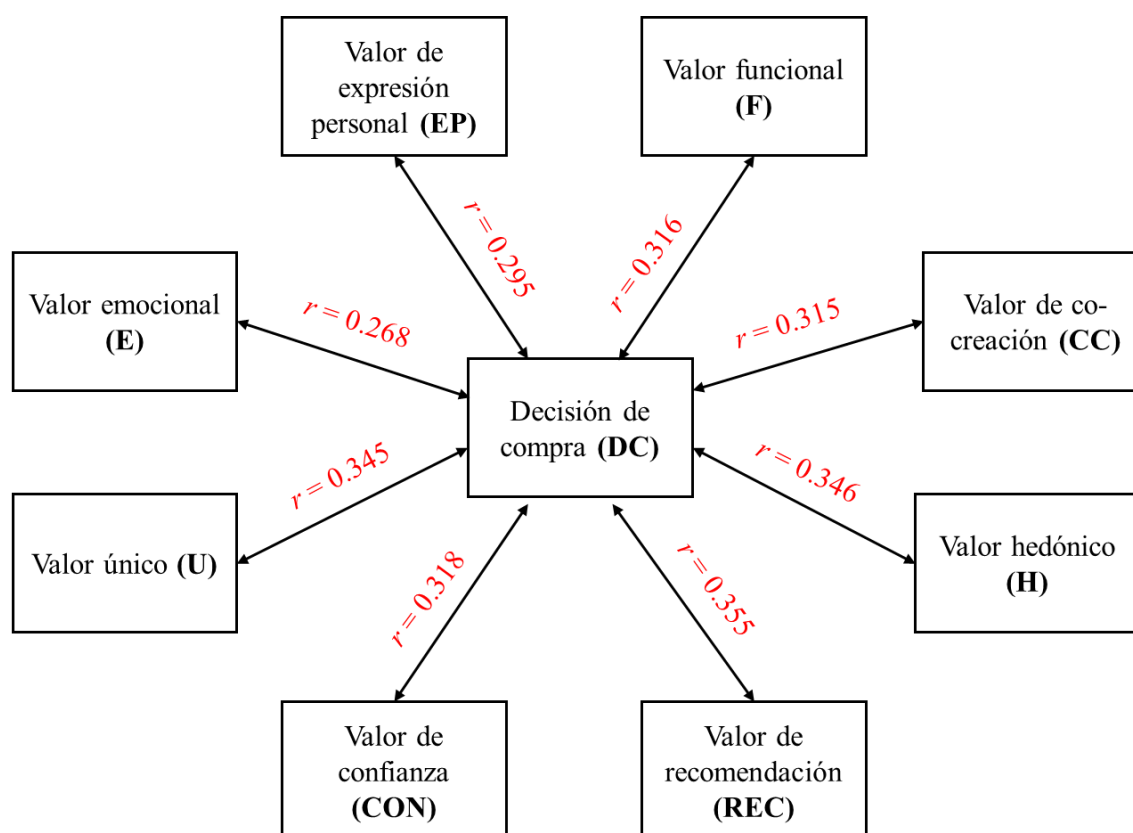 Valor de
expresión
personal (EP)
Valor funcional
(F)
r = 0.295
r = 0.316
Valor emocional
(E)
r = 0.268
r = 0.315
Valor de co-
creación (CC)
Decisión de
compra (DC)
Valor único (U)
r = 0.345
r = 0.346
Valor hedónico
(H)
r = 0.318
r = 0.355
Valor de
confianza
(CON)
Valor de
recomendación
(REC)